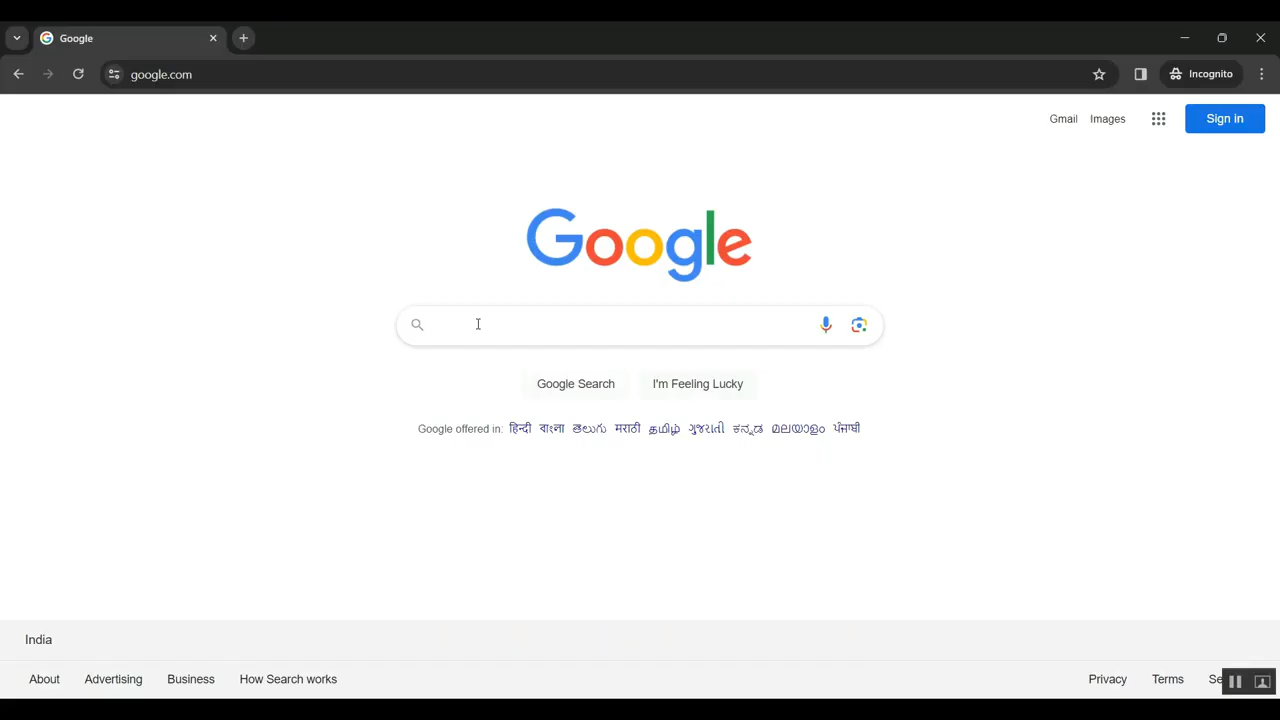 Google
google.com
Incognito
Gmail Images Sign in
Google
Google Search I'm Feeling Lucky
Google offered in: हिन्दी বাংলা తెలుగు मराठी தமிழ் ગુજરાતી ಕನ್ನಡ മലയാളം ਪੰਜਾਬੀ
India
About Advertising Business How Search works Privacy Terms Se